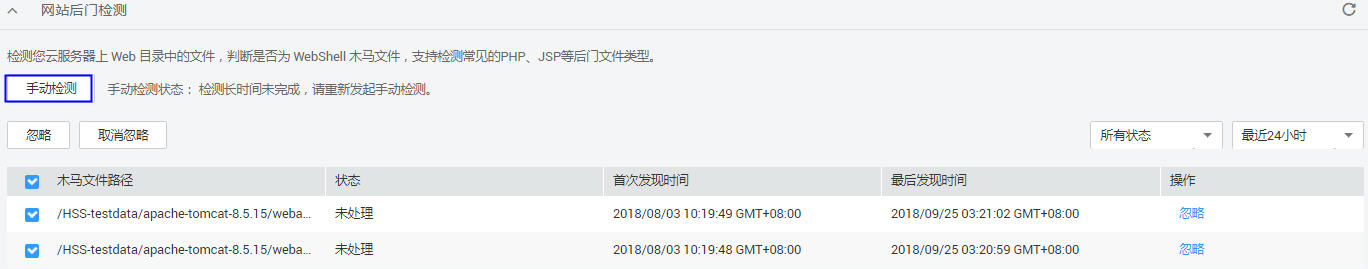 网站后门检测
检测您云服务器上 Web 目录中的文件，判断是否为 WebShell 木马文件，支持检测常见的PHP、JSP等后门文件类型。
手动检测 手动检测状态： 检测长时间未完成，请重新发起手动检测。
忽略 取消忽略 所有状态 最近24小时
木马文件路径 状态 首次发现时间 最后发现时间 操作
/HSS-testdata/apache-tomcat-8.5.15/weba... 未处理 2018/08/03 10:19:49 GMT+08:00 2018/09/25 03:21:02 GMT+08:00 忽略
/HSS-testdata/apache-tomcat-8.5.15/weba... 未处理 2018/08/03 10:19:48 GMT+08:00 2018/09/25 03:20:59 GMT+08:00 忽略